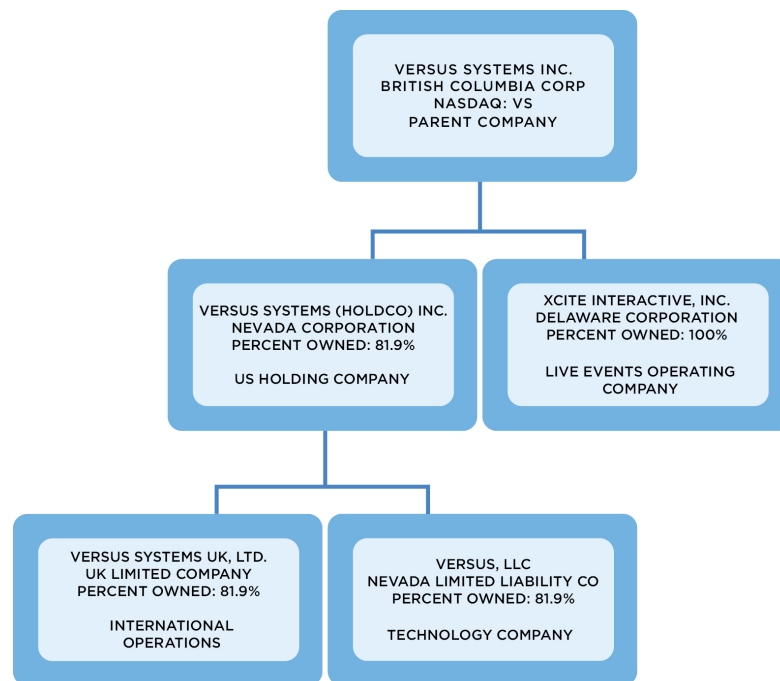 VERSUS SYSTEMS INC.
BRITISH COLUMBIA CORP
NASDAQ: VS
PARENT COMPANY
VERSUS SYSTEMS (HOLDCO) INC.
NEVADA CORPORATION
PERCENT OWNED: 81.9%
US HOLDING COMPANY
XCITE INTERACTIVE, INC.
DELAWARE CORPORATION
PERCENT OWNED: 100%
LIVE EVENTS OPERATING
COMPANY
VERSUS SYSTEMS UK, LTD.
UK LIMITED COMPANY
PERCENT OWNED: 81.9%
INTERNATIONAL
OPERATIONS
VERSUS, LLC
NEVADA LIMITED LIABILITY CO
PERCENT OWNED: 81.9%
TECHNOLOGY COMPANY